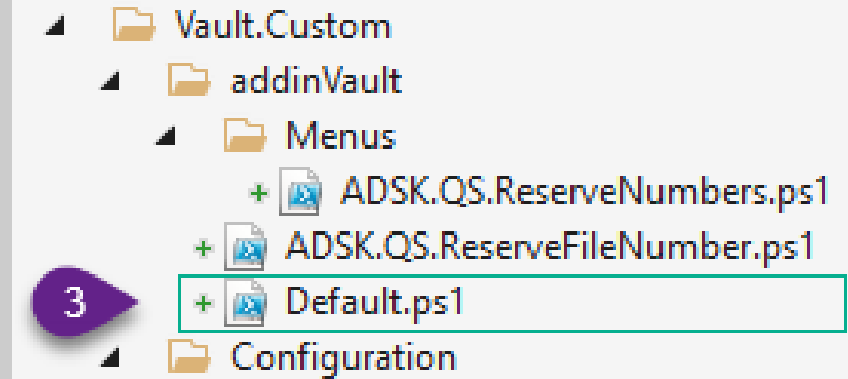 Vault.Custom
addinVault
Menus
+ ADSK.QS.ReserveNumbers.ps1
+ ADSK.QS.ReserveFileNumber.ps1
3 + Default.ps1
Configuration